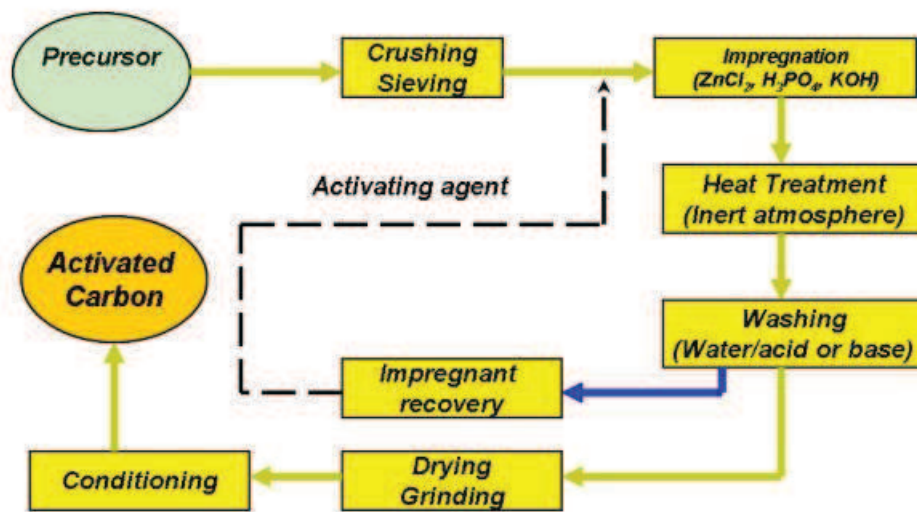 Precursor
Crushing
Sieving
Impregnation
(ZnCl₂, H₃PO₄, KOH)
Activating agent
Heat Treatment
(Inert atmosphere)
Activated
Carbon
Washing
(Water/acid or base)
Impregnant
recovery
Conditioning
Drying
Grinding